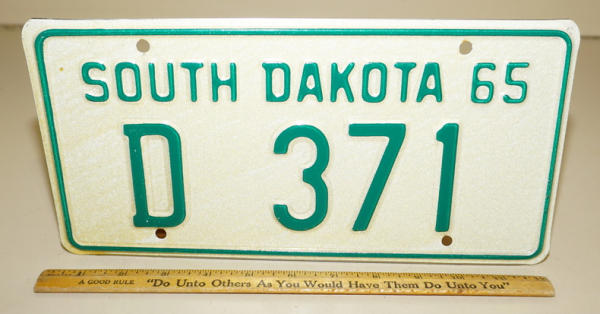 SOUTH DAKOTA 65
D 371
A GOOD RULE "Do Unto Others As You Would Have Them Do Unto You"